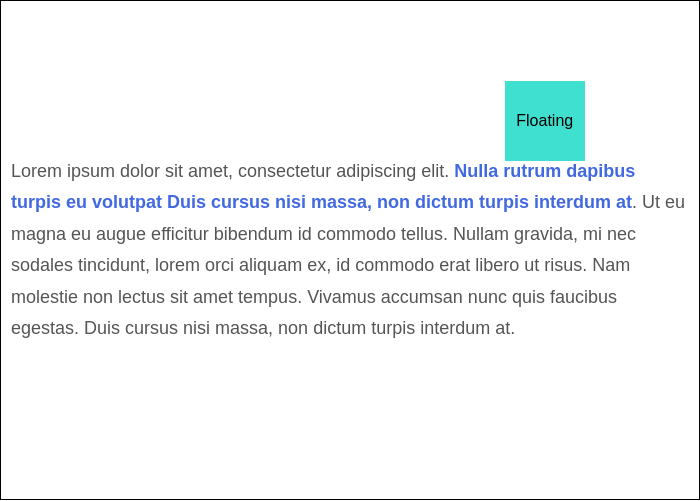 Floating
Lorem ipsum dolor sit amet, consectetur adipiscing elit. Nulla rutrum dapibus
turpis eu volutpat Duis cursus nisi massa, non dictum turpis interdum at. Ut eu
magna eu augue efficitur bibendum id commodo tellus. Nullam gravida, mi nec
sodales tincidunt, lorem orci aliquam ex, id commodo erat libero ut risus. Nam
molestie non lectus sit amet tempus. Vivamus accumsan nunc quis faucibus
egestas. Duis cursus nisi massa, non dictum turpis interdum at.